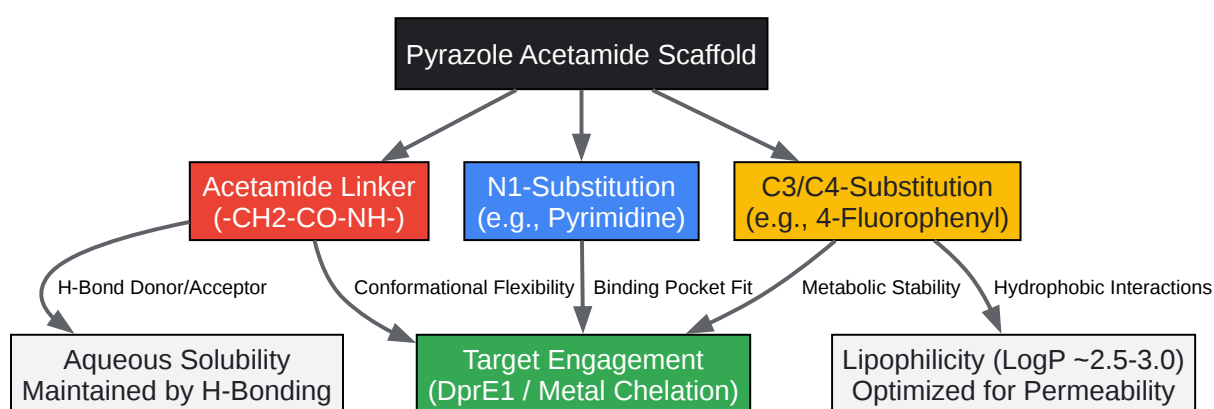 Pyrazole Acetamide Scaffold
Acetamide Linker
(-CH2-CO-NH-)
N1-Substitution
(e.g., Pyrimidine)
C3/C4-Substitution
(e.g., 4-Fluorophenyl)
H-Bond Donor/Acceptor
Conformational Flexibility
Binding Pocket Fit
Metabolic Stability
Hydrophobic Interactions
Aqueous Solubility
Maintained by H-Bonding
Target Engagement
(DprE1 / Metal Chelation)
Lipophilicity (LogP ~2.5-3.0)
Optimized for Permeability